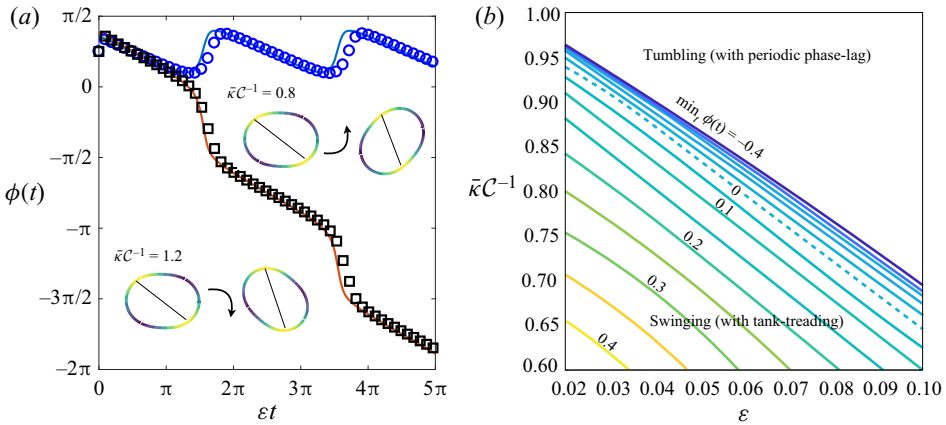 (a)
π/2
0
−π/2
−π
−3π/2
−2π
ϕ(t)
κ̄C⁻¹ = 0.8
κ̄C⁻¹ = 1.2
0 π 2π 3π 4π 5π
εt
(b)
1.00
0.95
0.90
0.85
0.80
0.75
0.70
0.65
0.60
κ̄C⁻¹
Tumbling (with periodic phase-lag)
minₜ ϕ(t) = −0.4
0
0.1
0.2
0.3
Swinging (with tank-treading)
0.4
0.02 0.03 0.04 0.05 0.06 0.07 0.08 0.09 0.10
ε